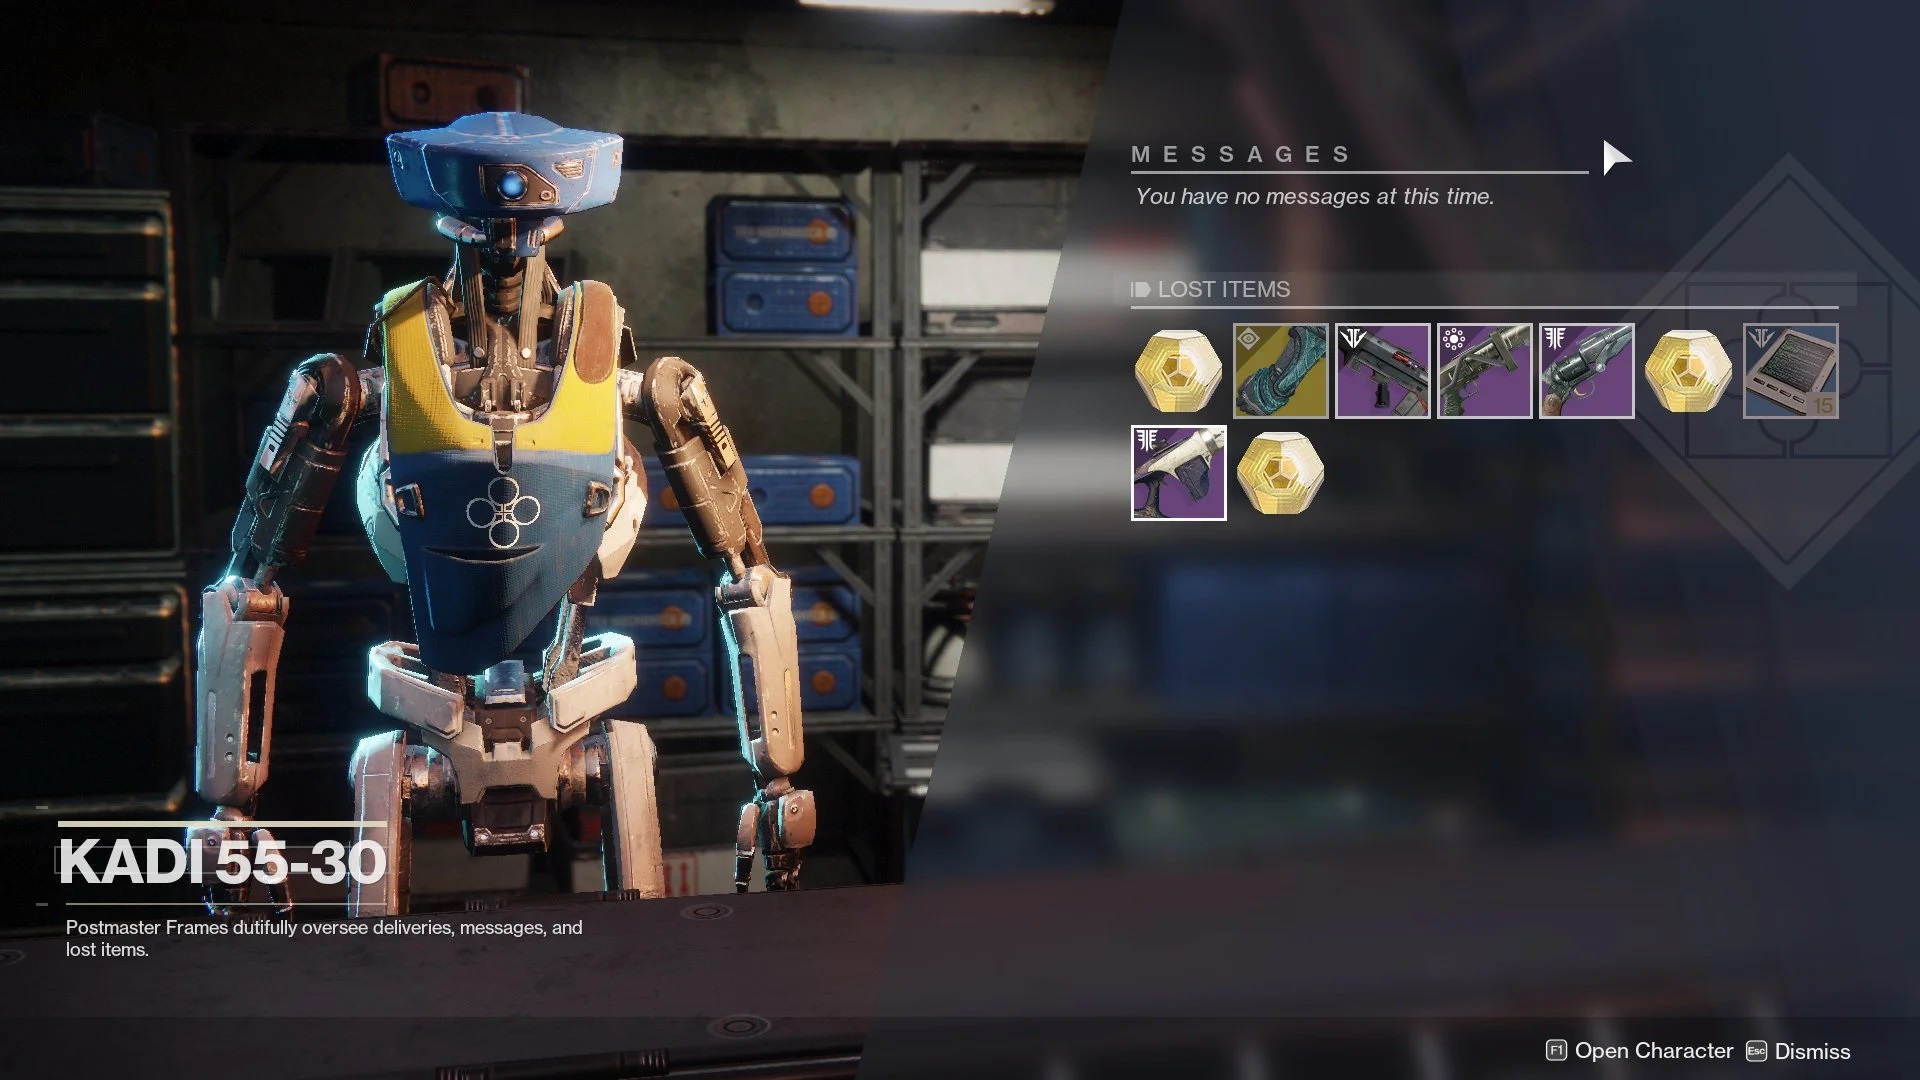 MESSAGES
You have no messages at this time.
LOST ITEMS
15
KADI 55-30
Postmaster Frames dutifully oversee deliveries, messages, and
lost items.
F1 Open Character Esc Dismiss